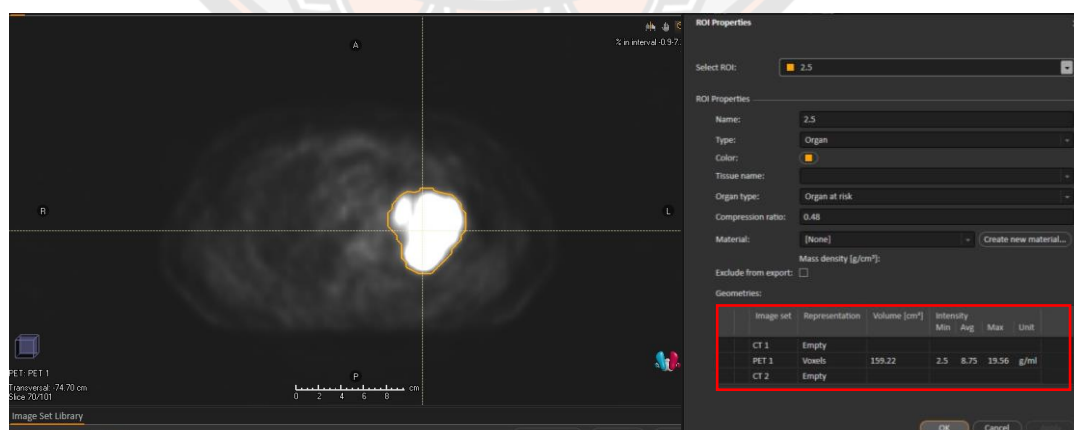 A
% in interval -0.9-7.
R
L
P
PET: PET 1
Transversal: -74.70 cm
Slice 70/101
0 2 4 6 8 cm
Image Set Library
ROI Properties
Select ROI: 2.5
ROI Properties
Name: 2.5
Type: Organ
Color:
Tissue name:
Organ type: Organ at risk
Compression ratio: 0.48
Material: [None] Create new material...
Mass density [g/cm³]:
Exclude from export:
Geometries:
Image set Representation Volume [cm³] Intensity
Min Avg Max Unit
CT 1 Empty
PET 1 Voxels 159.22 2.5 8.75 19.56 g/ml
CT 2 Empty
OK Cancel